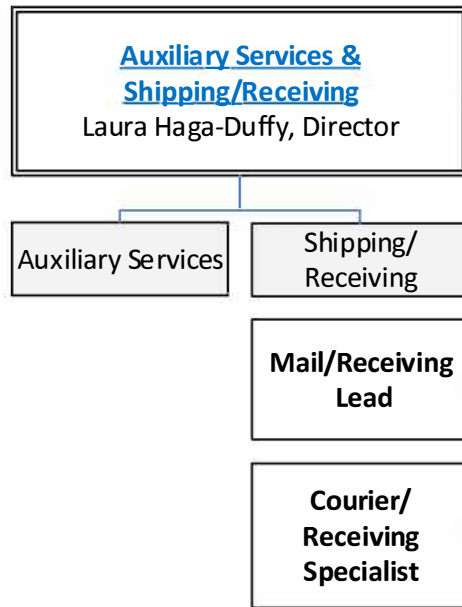 Auxiliary Services &
Shipping/Receiving
Laura Haga-Duffy, Director
Auxiliary Services
Shipping/
Receiving
Mail/Receiving
Lead
Courier/
Receiving
Specialist